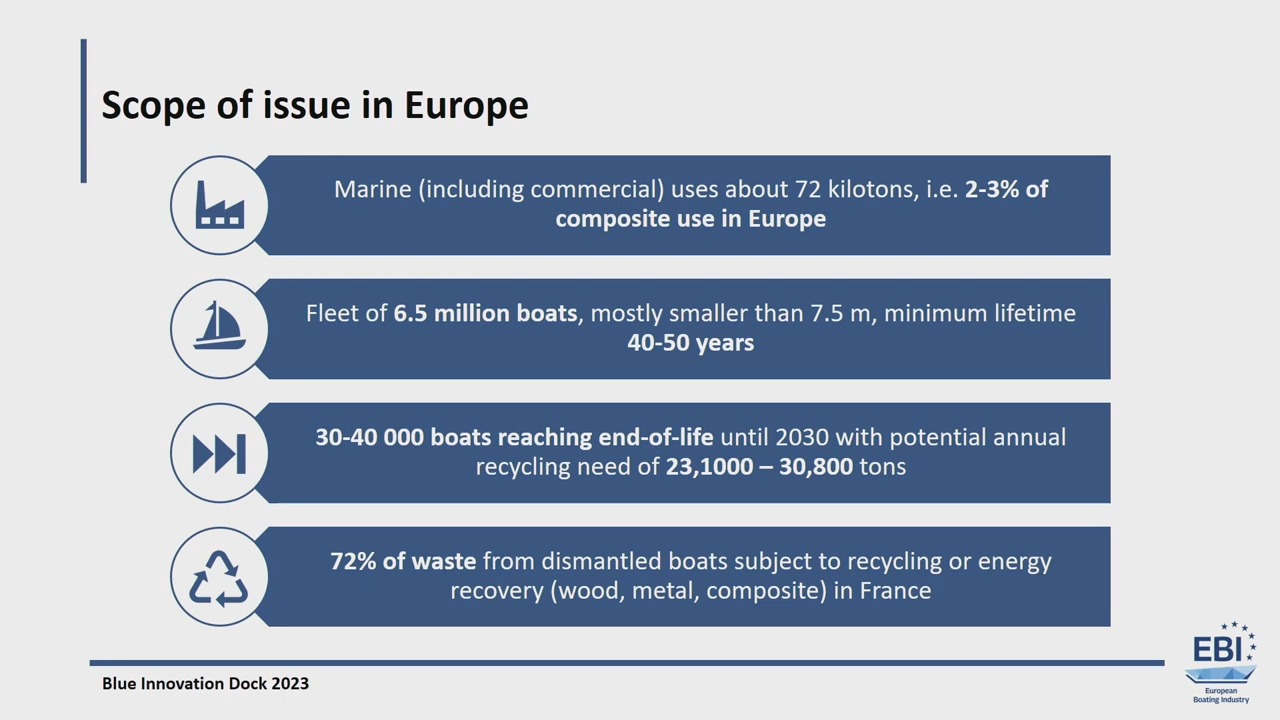 Scope of issue in Europe
Marine (including commercial) uses about 72 kilotons, i.e. 2-3% of
composite use in Europe
Fleet of 6.5 million boats, mostly smaller than 7.5 m, minimum lifetime
40-50 years
30-40 000 boats reaching end-of-life until 2030 with potential annual
recycling need of 23,1000 – 30,800 tons
72% of waste from dismantled boats subject to recycling or energy
recovery (wood, metal, composite) in France
Blue Innovation Dock 2023
EBI
European
Boating Industry